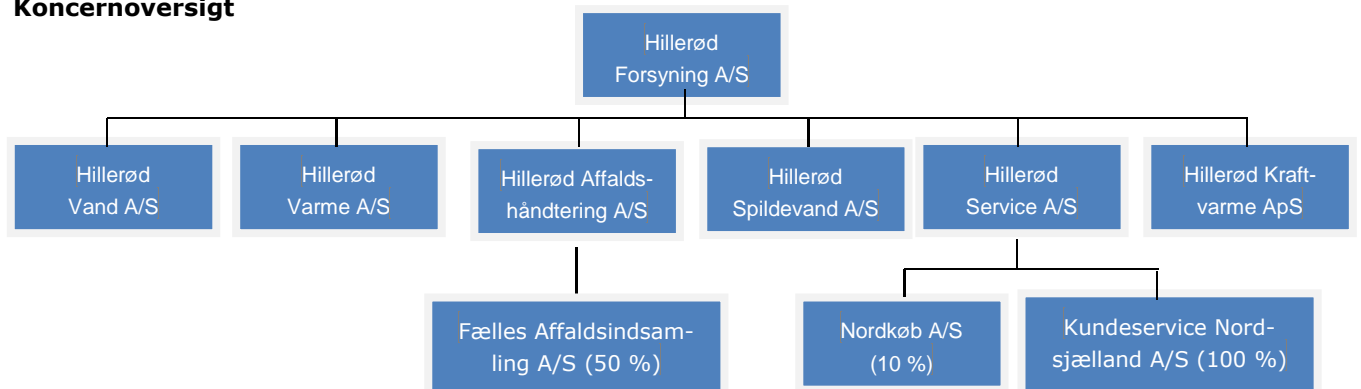 Koncernoversigt
Hillerød
Forsyning A/S
Hillerød
Vand A/S
Hillerød
Varme A/S
Hillerød Affalds-
håndtering A/S
Hillerød
Spildevand A/S
Hillerød
Service A/S
Hillerød Kraft-
varme ApS
Fælles Affaldsindsam-
ling A/S (50 %)
Nordkøb A/S
(10 %)
Kundeservice Nord-
sjælland A/S (100 %)